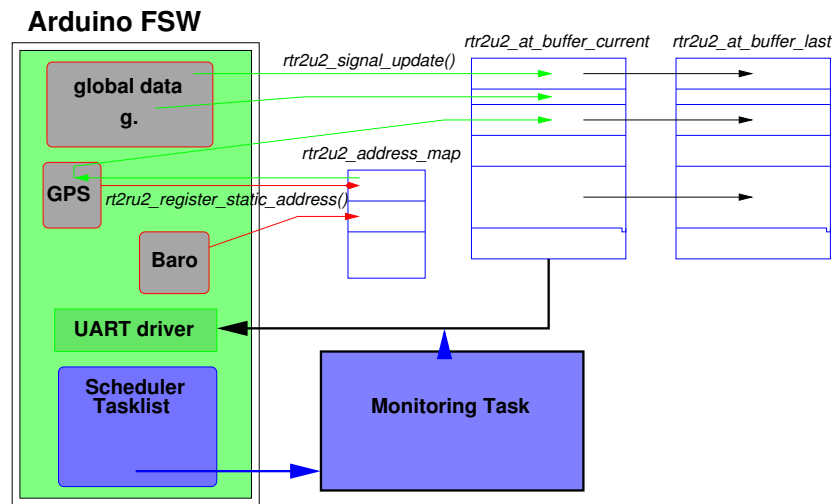 Arduino FSW
rtr2u2_at_buffer_current
rtr2u2_at_buffer_last
rtr2u2_signal_update()
global data
g.
rtr2u2_address_map
GPS
rt2ru2_register_static_address()
Baro
UART driver
Scheduler
Tasklist
Monitoring Task